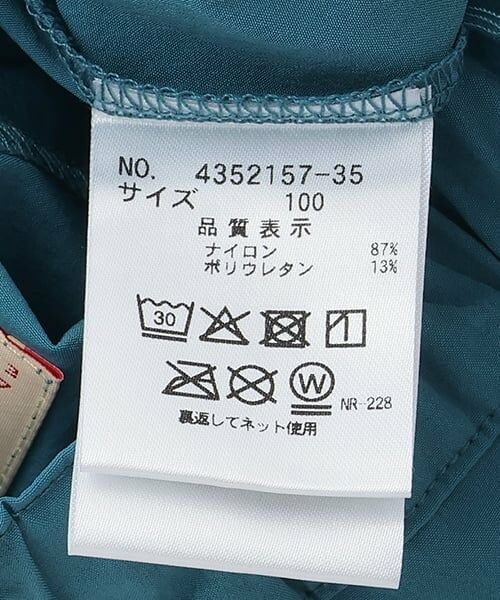 NO. 4352157-35
サイズ 100
品質表示
ナイロン 87%
ポリウレタン 13%
30
W
NR-228
裏返してネット使用